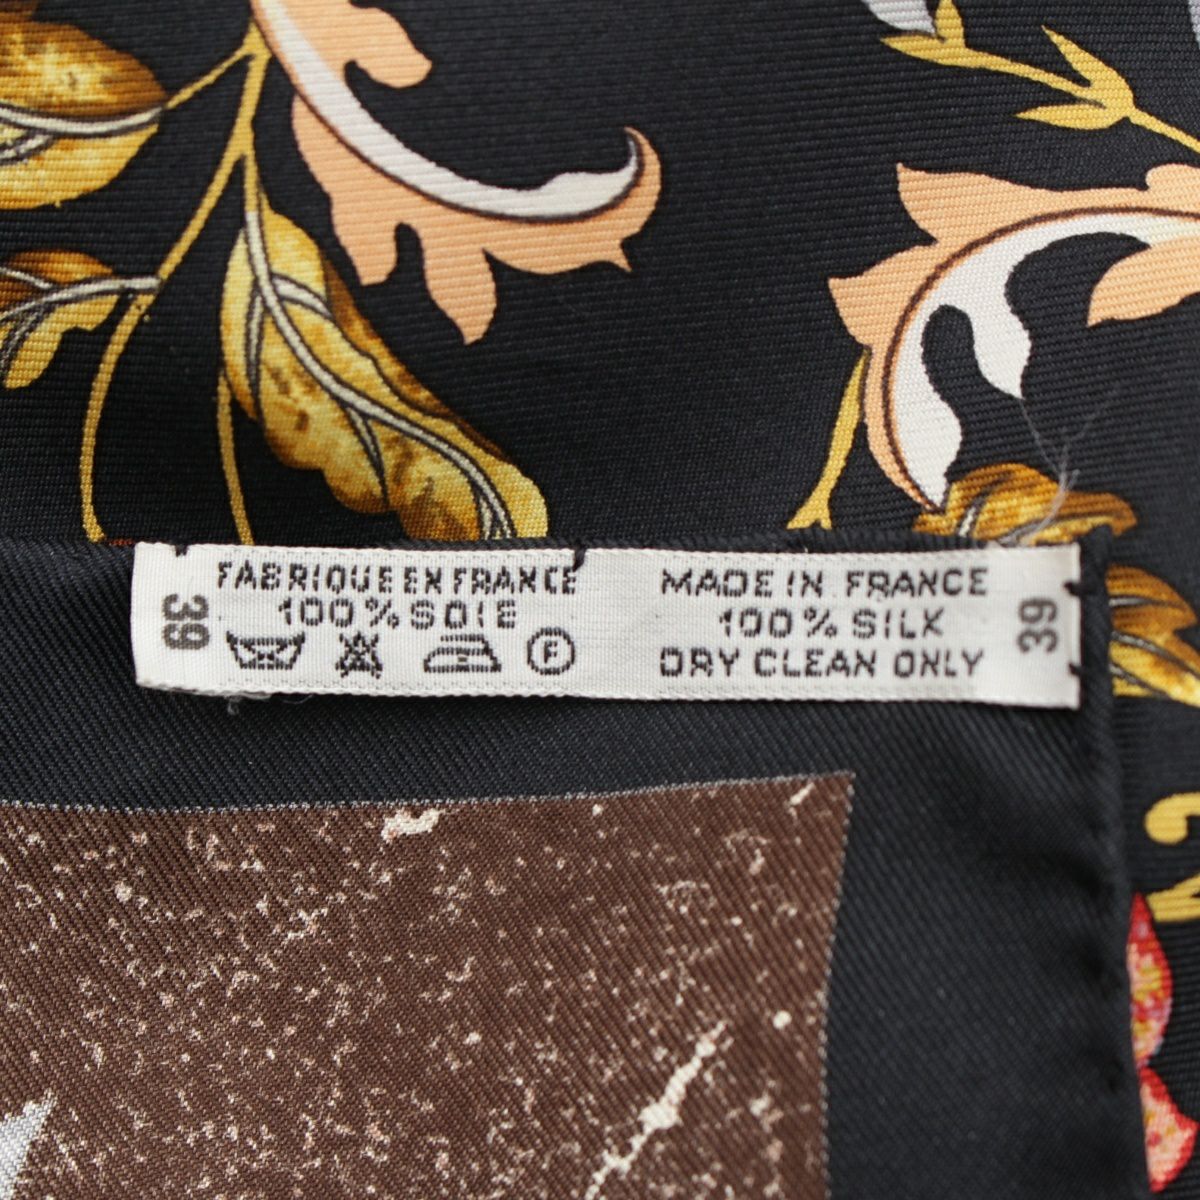 39
FABRIQUE EN FRANCE
100% SOIE
F
MADE IN FRANCE
100% SILK
DRY CLEAN ONLY
39